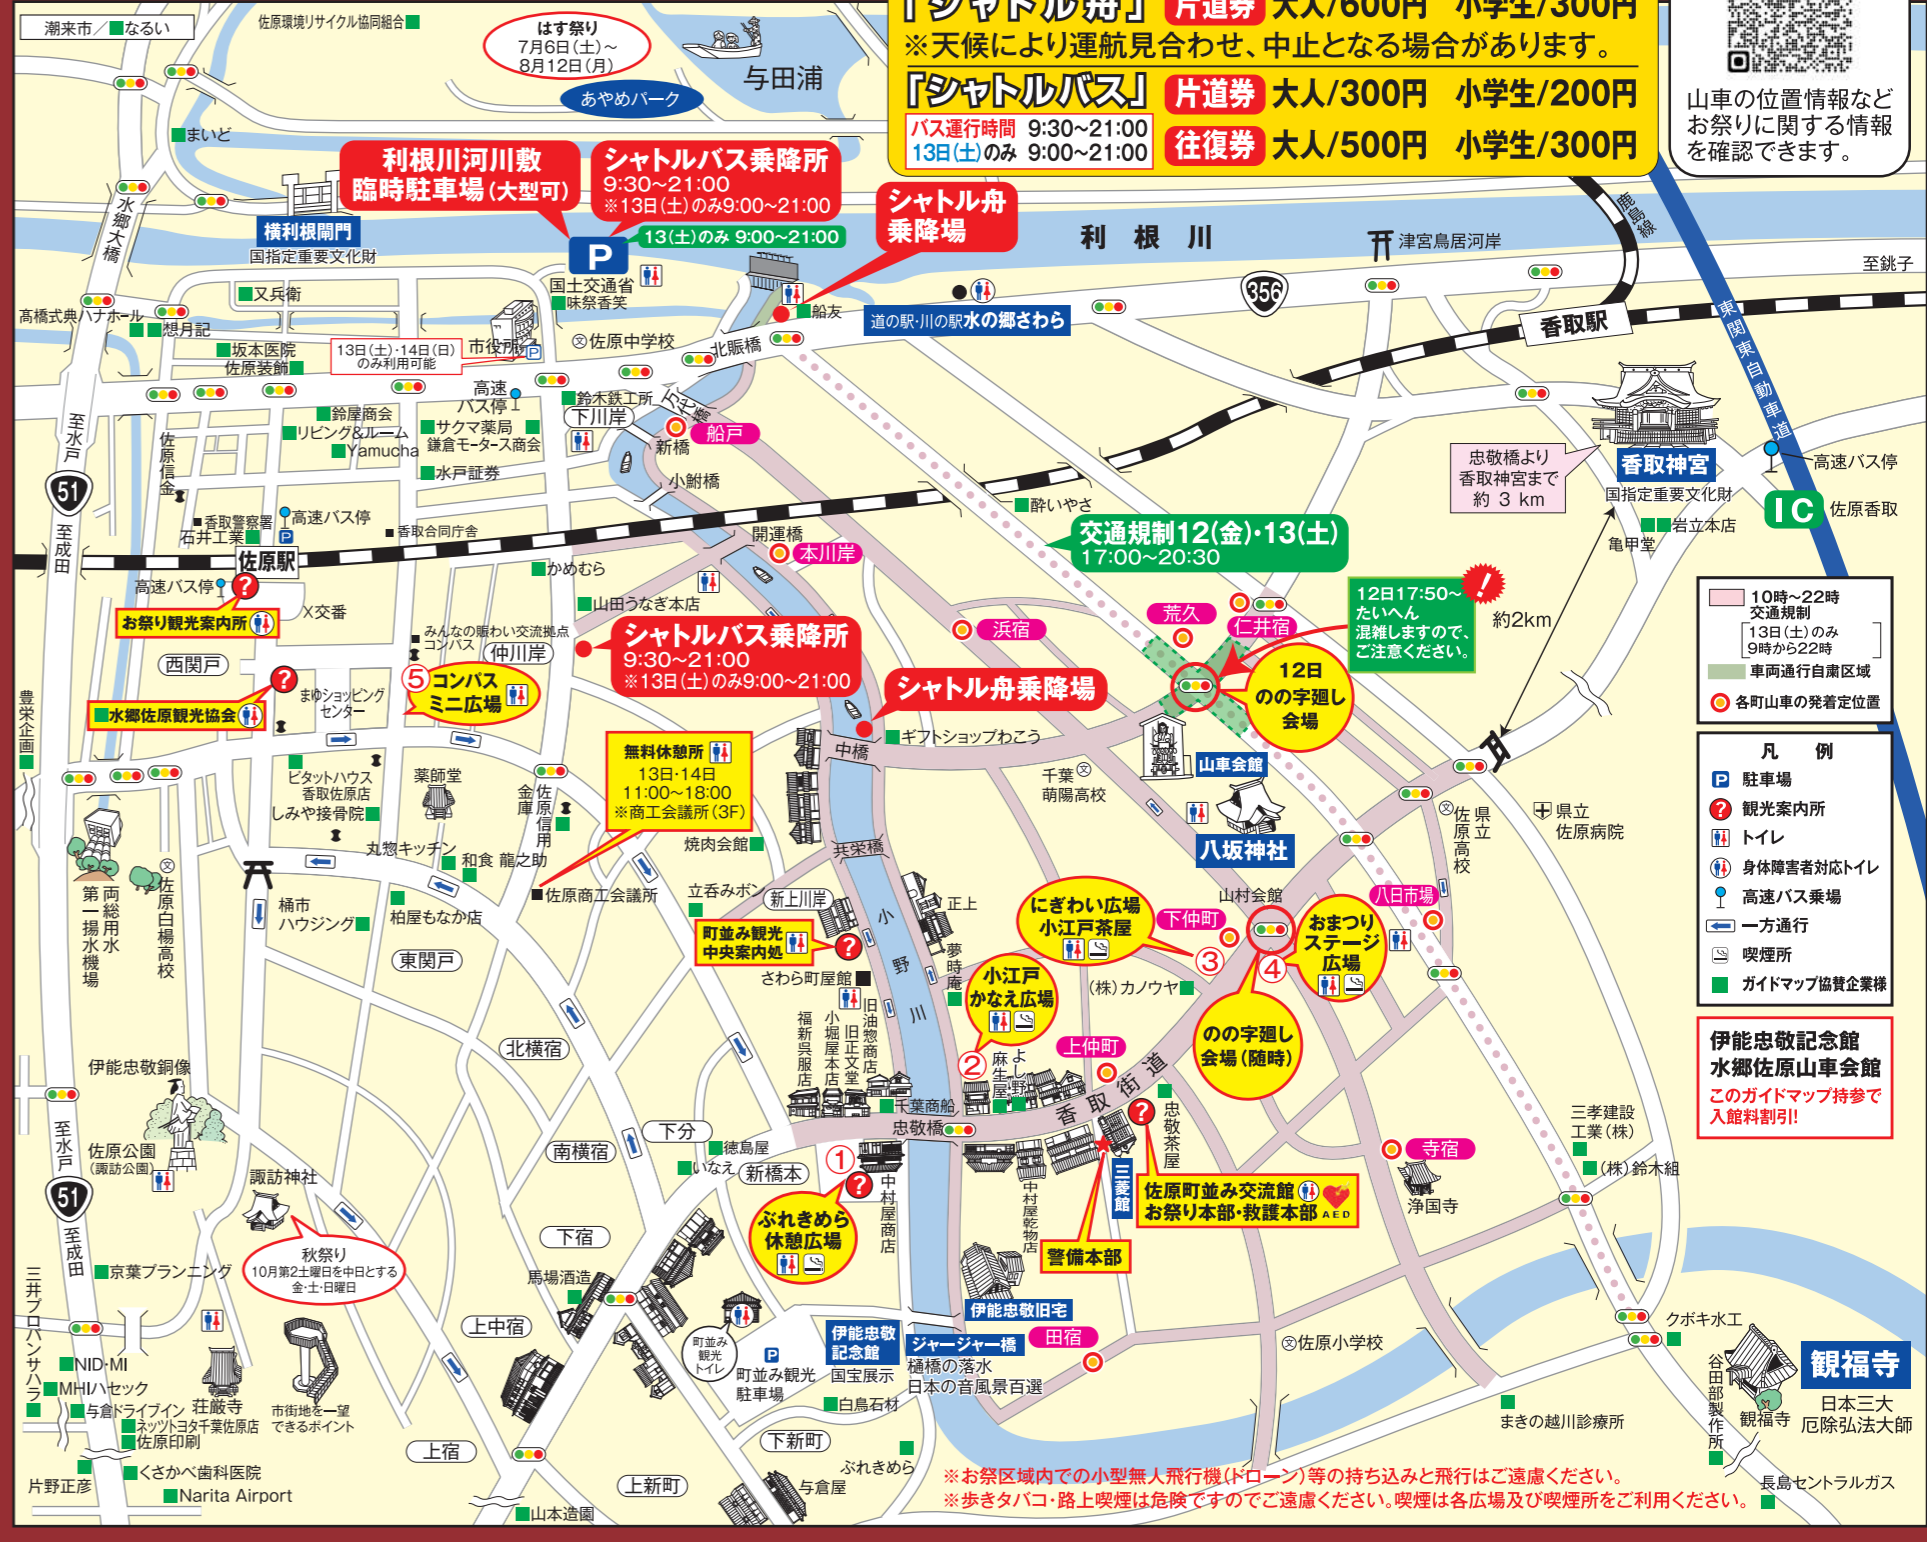 潮来市／■なるい
佐原環境リサイクル協同組合
はす祭り
7月6日(土)～
8月12日(月)
あやめパーク
与田浦
「シャトル舟」 片道券 大人/600円 小学生/300円
※天候により運航見合わせ、中止となる場合があります。
「シャトルバス」 片道券 大人/300円 小学生/200円
バス運行時間 9:30~21:00
13日(土)のみ 9:00~21:00
往復券 大人/500円 小学生/300円
山車の位置情報など
お祭りに関する情報
を確認できます。
まいど
水郷大橋
横利根閘門
国指定重要文化財
利根川河川敷
臨時駐車場(大型可)
シャトルバス乗降所
9:30～21:00
※13日(土)のみ9:00～21:00
13(土)のみ 9:00～21:00
P
シャトル舟
乗降場
利根川
津宮鳥居河岸
鹿島線
至銚子
356
香取駅
東関東自動車道
又兵衛
国土交通省
味祭香笑
船友
道の駅・川の駅水の郷さわら
髙橋式典ハナホール
想月記
坂本医院
佐原装飾
13日(土)・14日(日)
のみ利用可能
市役所
P
佐原中学校
北賑橋
至水戸
51
至成田
佐原信金
鈴屋商会
リビング&ルーム
Yamucha
高速
バス停
サクマ薬局
鎌倉モータース商会
水戸証券
鈴木鉄工所
下川岸
万代橋
新橋
船戸
小鮒橋
忠敬橋より
香取神宮まで
約 3 km
香取神宮
国指定重要文化財
高速バス停
IC
佐原香取
岩立本店
亀甲堂
香取警察署
石井工業
高速バス停
P
香取合同庁舎
佐原駅
酔いやさ
交通規制12(金)・13(土)
17:00～20:30
開運橋
本川岸
高速バス停
お祭り観光案内所
X交番
かめむら
山田うなぎ本店
みんなの賑わい交流拠点
コンパス
仲川岸
シャトルバス乗降所
9:30～21:00
※13日(土)のみ9:00～21:00
浜宿
荒久
仁井宿
12日17:50～
たいへん
混雑しますので、
ご注意ください。
!
約2km
10時～22時
交通規制
13日(土)のみ
9時から22時
車両通行自粛区域
各町山車の発着定位置
西関戸
水郷佐原観光協会
まゆショッピング
センター
⑤
コンパス
ミニ広場
シャトル舟乗降場
12日
のの字廻し
会場
豊栄企画
ピタットハウス
香取佐原店
しみや接骨院
薬師堂
佐原信用
金庫
無料休憩所
13日・14日
11:00～18:00
※商工会議所(3F)
中橋
ギフトショップわこう
千葉
萌陽高校
山車会館
八坂神社
県立
佐原高校
県立
佐原病院
凡例
駐車場
観光案内所
トイレ
身体障害者対応トイレ
高速バス乗場
一方通行
喫煙所
ガイドマップ協賛企業様
両総用水
第一揚水機場
佐原白楊高校
丸惣キッチン
和食 龍之助
焼肉会館
共栄橋
佐原商工会議所
桶市
ハウジング
柏屋もなか店
立呑みボン
新上川岸
町並み観光
中央案内処
小野川
正上
夢時庵
にぎわい広場
小江戸茶屋
山村会館
下仲町
③
④
おまつり
ステージ
広場
八日市場
東関戸
さわら町屋館
小江戸
かなえ広場
②
(株)カノウヤ
のの字廻し
会場(随時)
北横宿
福新呉服店
小堀屋本店
旧正文堂
旧油惣商店
麻生屋
よし野
上仲町
香取街道
伊能忠敬記念館
水郷佐原山車会館
このガイドマップ持参で
入館料割引!
伊能忠敬銅像
佐原公園
(諏訪公園)
至水戸
51
至成田
千葉商船
忠敬橋
下分
南横宿
徳島屋
いなえ
新橋本
①
中村屋商店
中村屋乾物店
三菱館
忠敬茶屋
佐原町並み交流館
お祭り本部・救護本部
AED
警備本部
寺宿
浄国寺
三孝建設
工業(株)
(株)鈴木組
諏訪神社
秋祭り
10月第2土曜日を中日とする
金・土・日曜日
京葉プランニング
下宿
馬場酒造
ぶれきめら
休憩広場
伊能忠敬旧宅
三井プロパンサハラ
上中宿
町並み
観光
トイレ
P
町並み観光
駐車場
伊能忠敬
記念館
国宝展示
ジャージャー橋
樋橋の落水
日本の音風景百選
田宿
佐原小学校
クボキ水工
観福寺
日本三大
厄除弘法大師
観福寺
谷田部製作所
NID・MI
MHIハセック
与倉ドライブイン
ネッツトヨタ千葉佐原店
佐原印刷
荘厳寺
市街地を一望
できるポイント
白鳥石材
まきの越川診療所
片野正彦
くさかべ歯科医院
Narita Airport
上宿
上新町
下新町
山本造園
与倉屋
ぶれきめら
長島セントラルガス
※お祭区域内での小型無人飛行機(ドローン)等の持ち込みと飛行はご遠慮ください。
※歩きタバコ・路上喫煙は危険ですのでご遠慮ください。喫煙は各広場及び喫煙所をご利用ください。